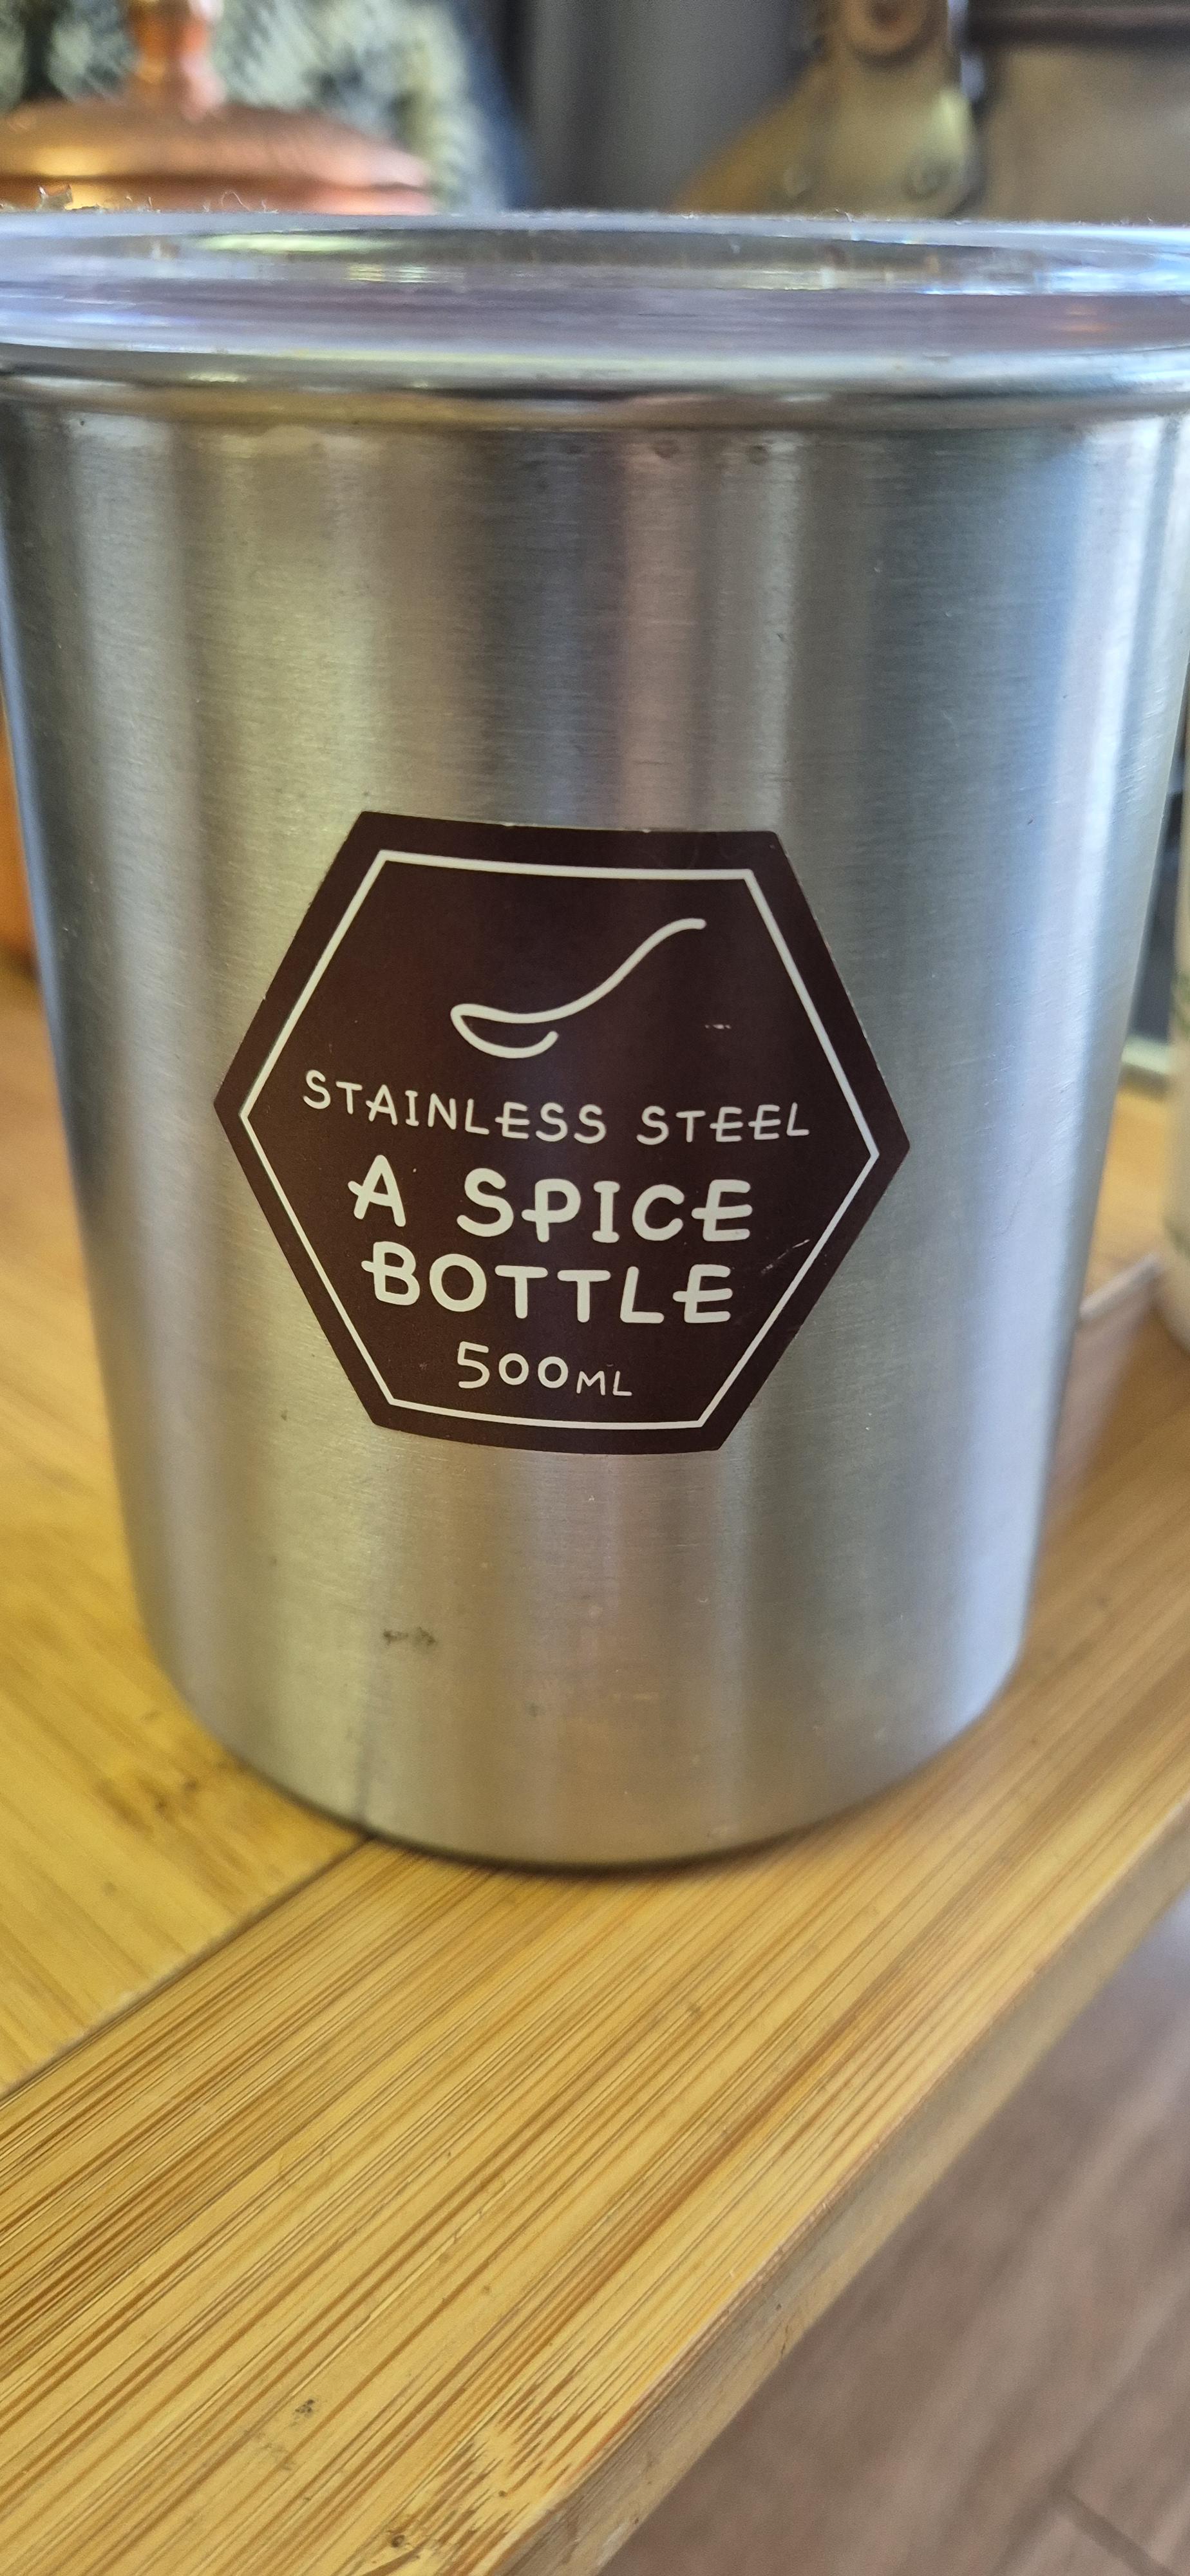 STAINLESS STEEL
A SPICE
BOTTLE
500ML